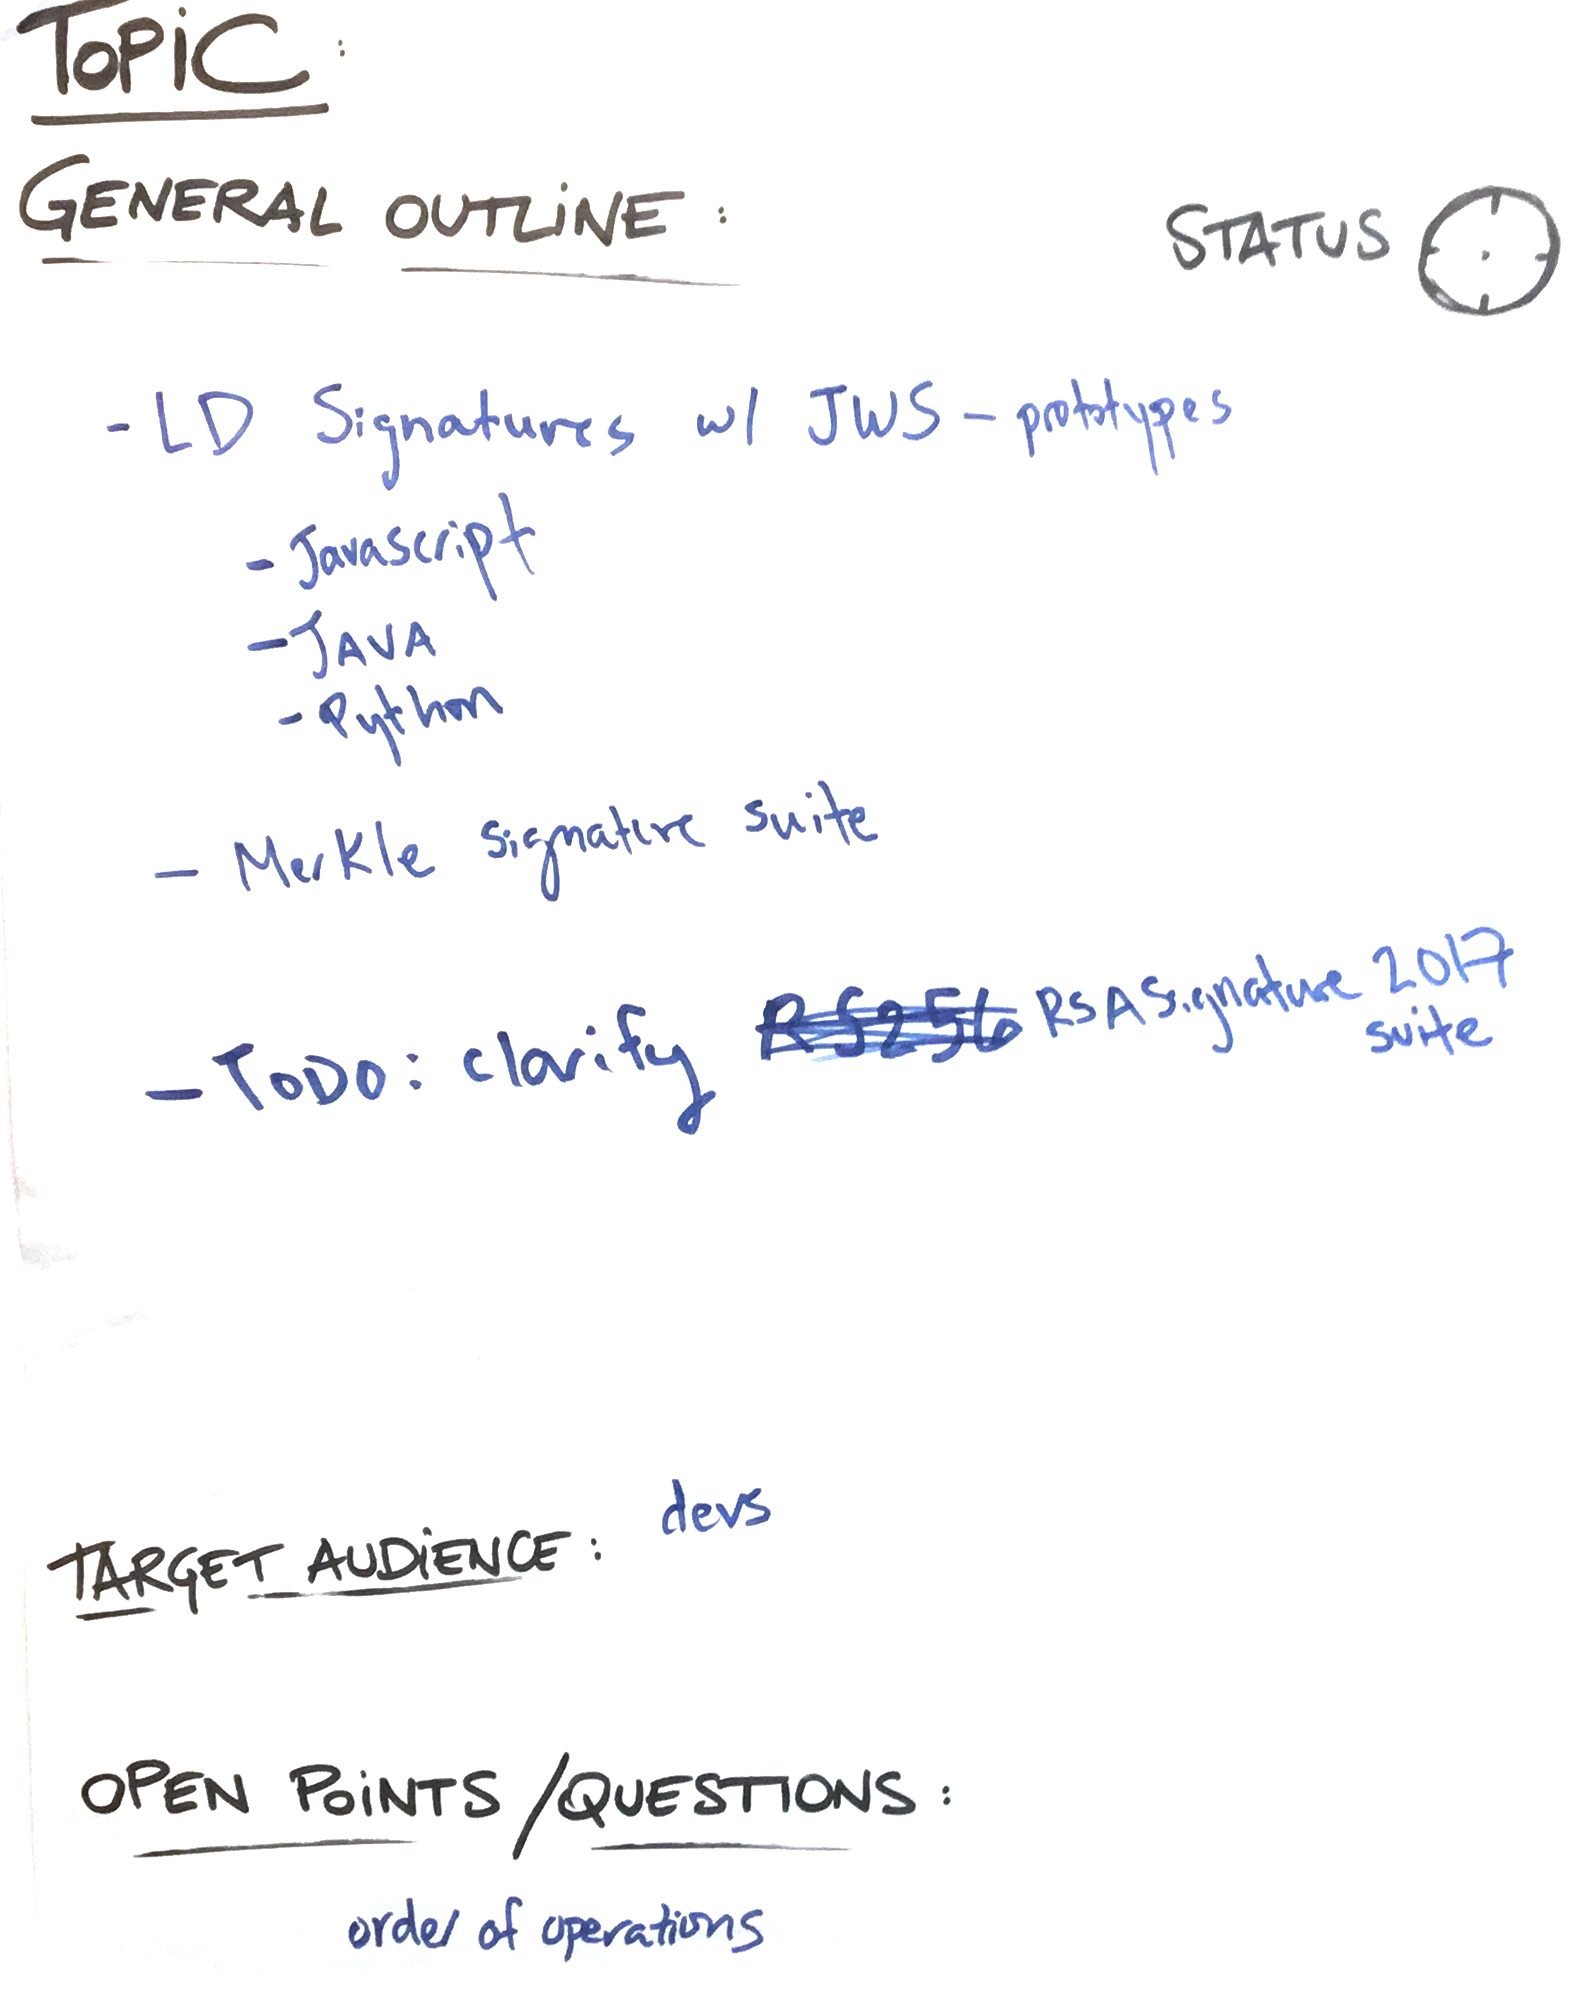 TOPIC :
GENERAL OUTLINE :
STATUS
- LD Signatures w/ JWS - prototypes
- Javascript
- JAVA
- Python
- Merkle signature suite
- TODO: clarify RS256 RSASignature 2017
suite
TARGET AUDIENCE : devs
OPEN POINTS / QUESTIONS :
order of operations